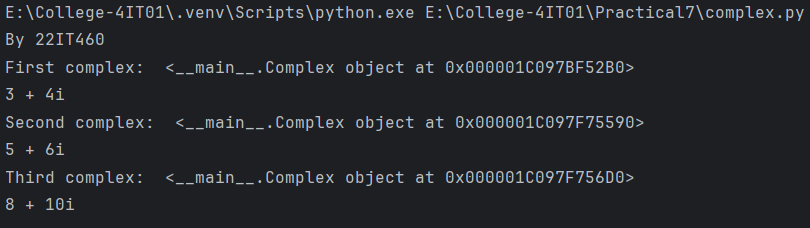 E:\College-4IT01\.venv\Scripts\python.exe E:\College-4IT01\Practical7\complex.py
By 22IT460
First complex:  <__main__.Complex object at 0x000001C097BF52B0>
3 + 4i
Second complex:  <__main__.Complex object at 0x000001C097F75590>
5 + 6i
Third complex:  <__main__.Complex object at 0x000001C097F756D0>
8 + 10i